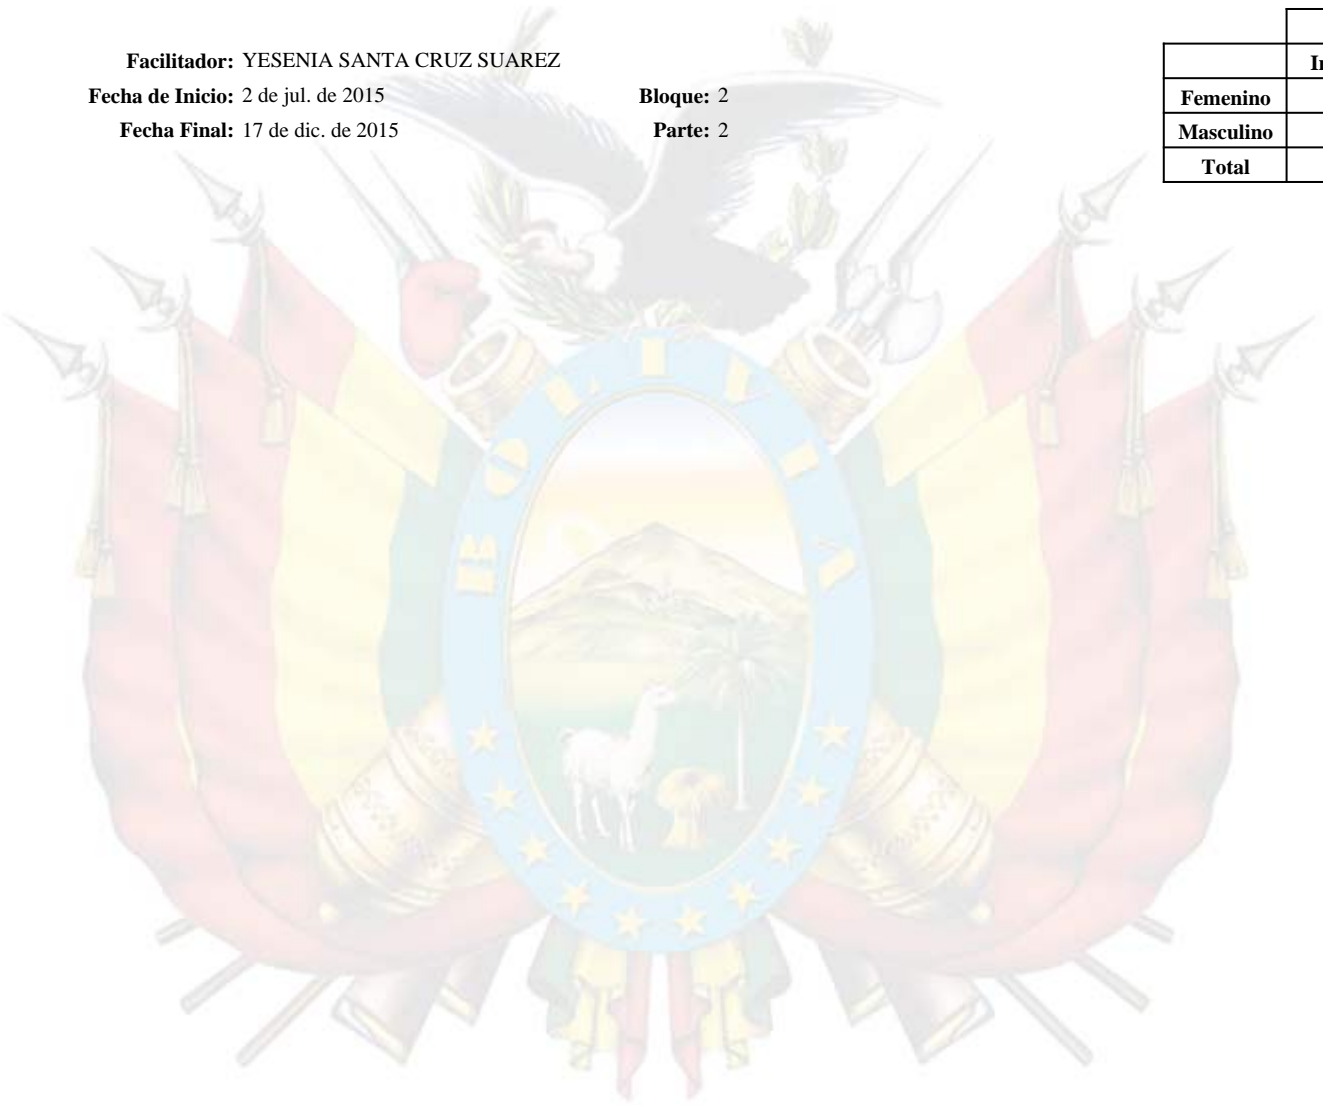 Facilitador: YESENIA SANTA CRUZ SUAREZ
Fecha de Inicio: 2 de jul. de 2015 Bloque: 2
Fecha Final: 17 de dic. de 2015 Parte: 2
Femenino
Masculino
Total
BOLIVIA